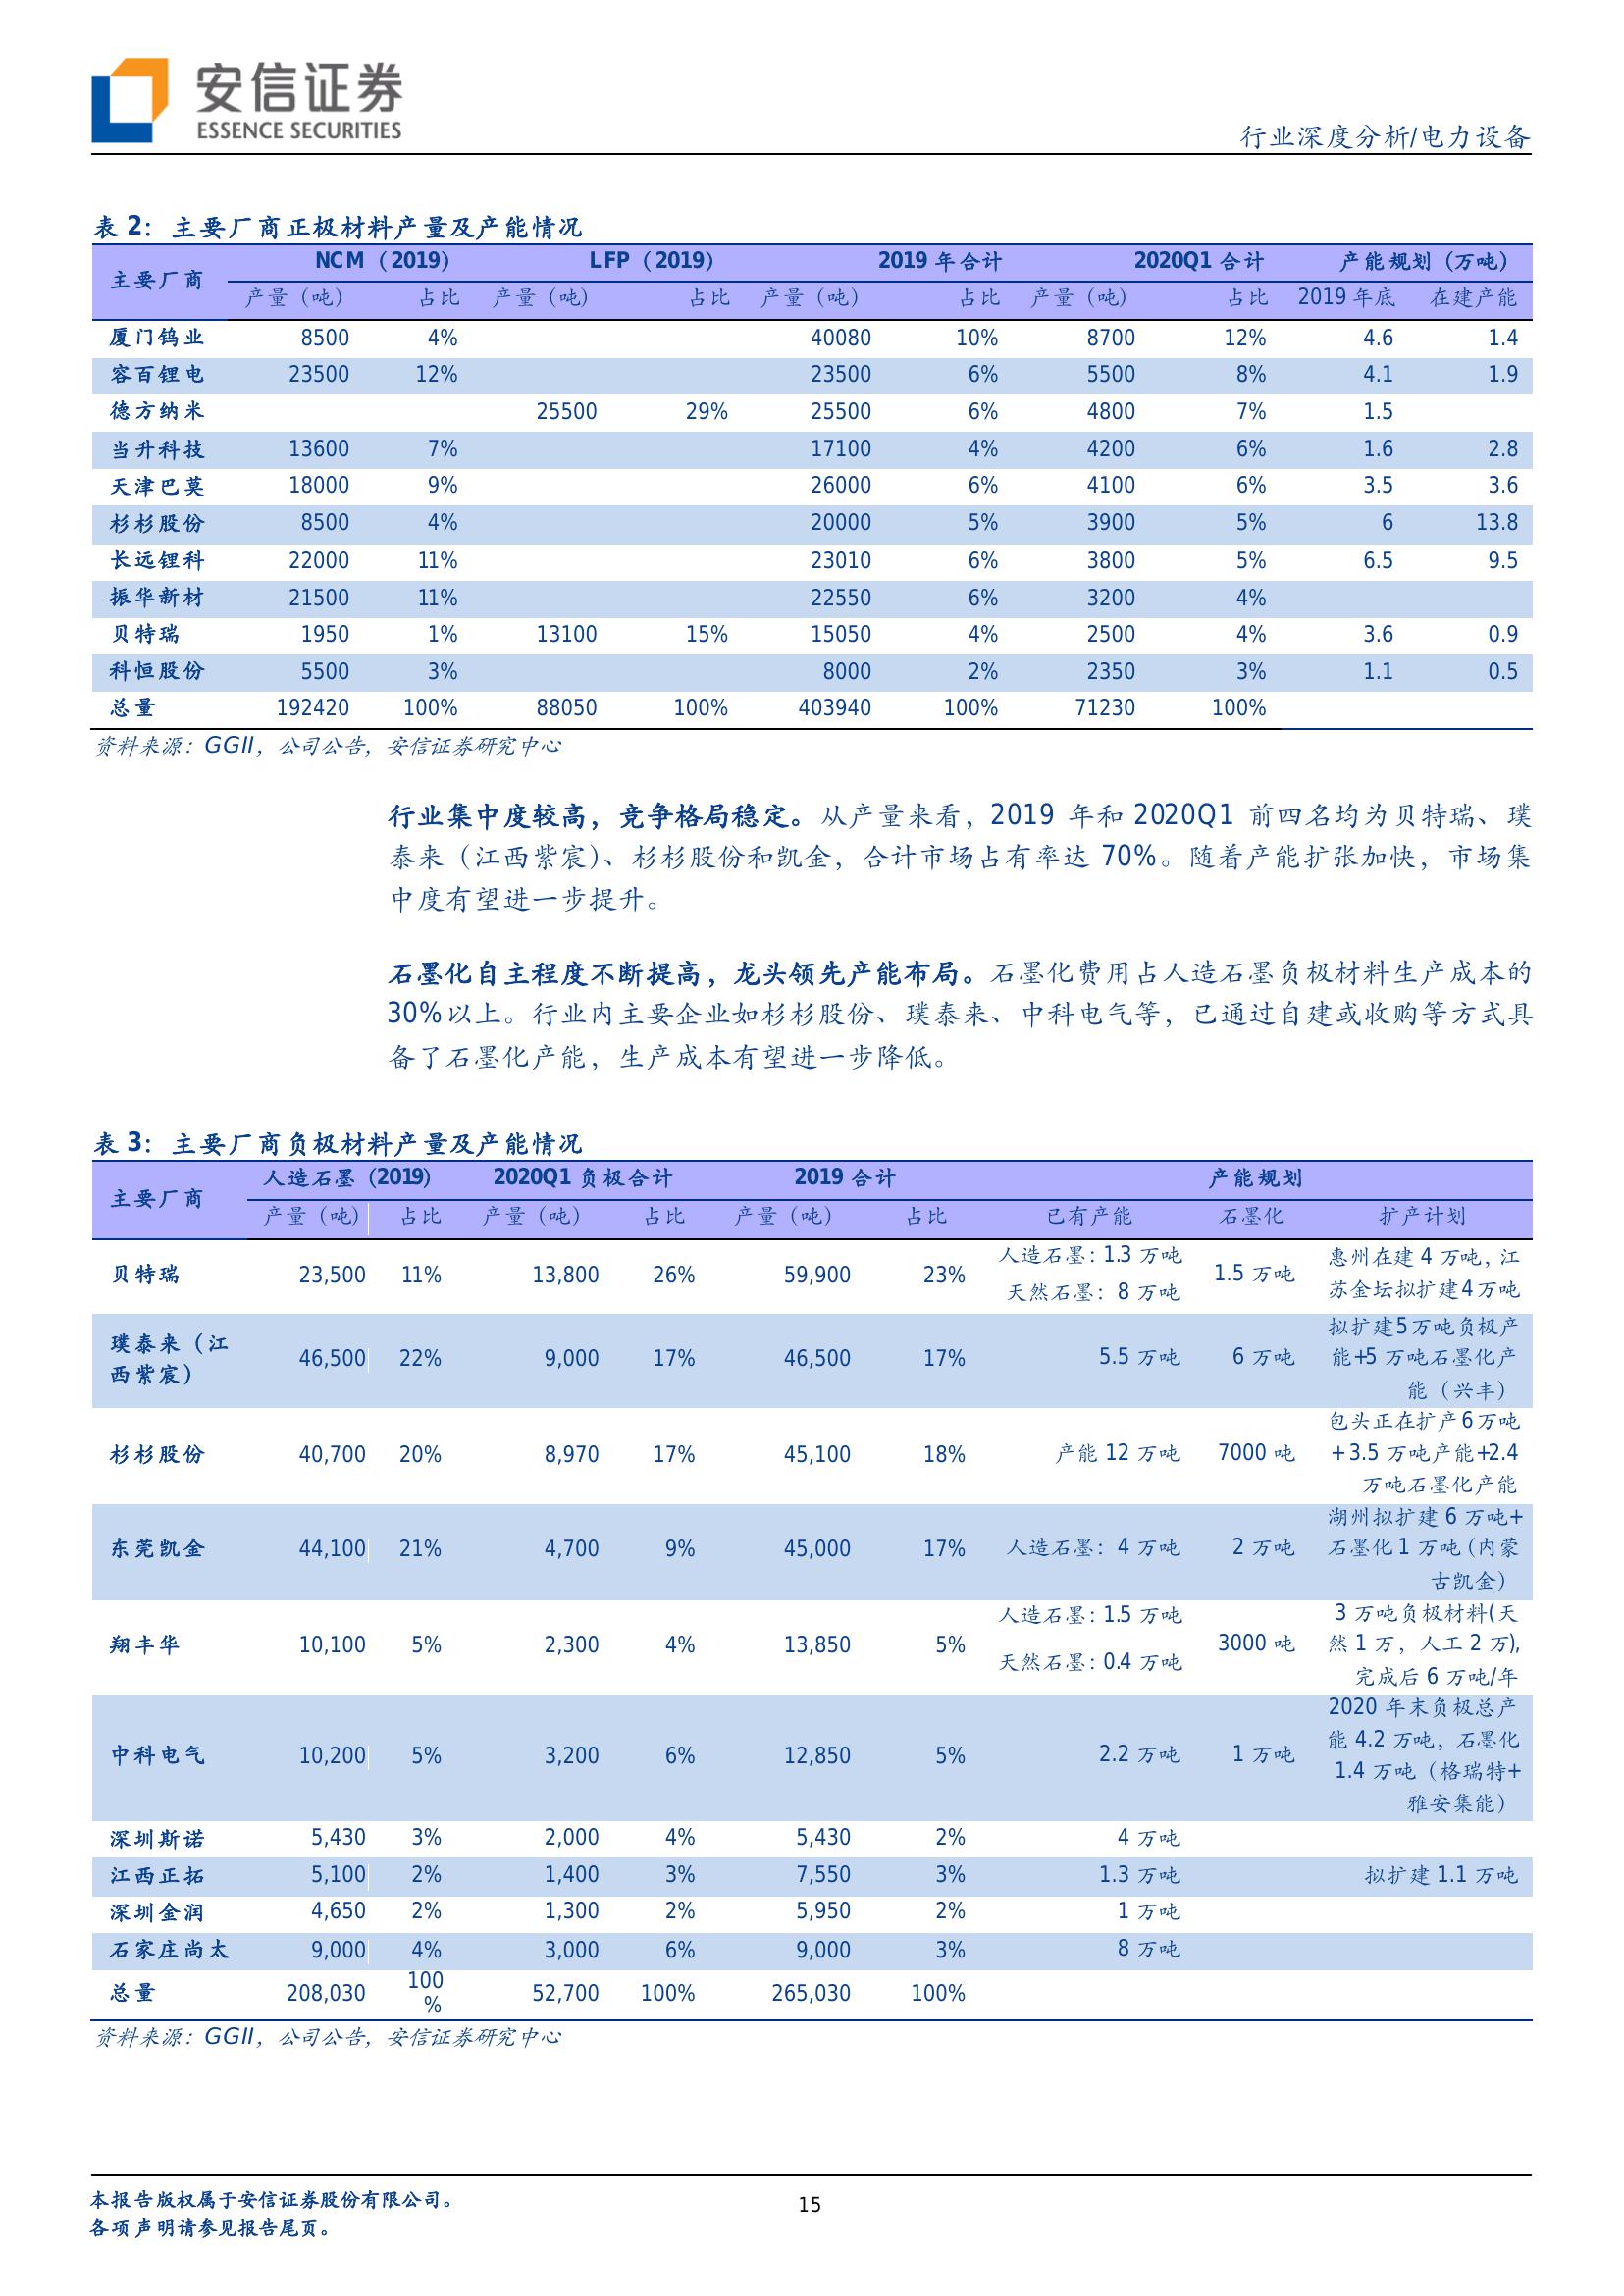 安信证券
ESSENCE SECURITIES
行业深度分析/电力设备
表 2：主要厂商正极材料产量及产能情况
主要厂商 NCM（2019） LFP（2019） 2019 年合计 2020Q1 合计 产能规划（万吨）
产量（吨） 占比 产量（吨） 占比 产量（吨） 占比 产量（吨） 占比 2019 年底 在建产能
厦门钨业 8500 4% 40080 10% 8700 12% 4.6 1.4
容百锂电 23500 12% 23500 6% 5500 8% 4.1 1.9
德方纳米 25500 29% 25500 6% 4800 7% 1.5
当升科技 13600 7% 17100 4% 4200 6% 1.6 2.8
天津巴莫 18000 9% 26000 6% 4100 6% 3.5 3.6
杉杉股份 8500 4% 20000 5% 3900 5% 6 13.8
长远锂科 22000 11% 23010 6% 3800 5% 6.5 9.5
振华新材 21500 11% 22550 6% 3200 4%
贝特瑞 1950 1% 13100 15% 15050 4% 2500 4% 3.6 0.9
科恒股份 5500 3% 8000 2% 2350 3% 1.1 0.5
总量 192420 100% 88050 100% 403940 100% 71230 100%
资料来源：GGII，公司公告，安信证券研究中心
行业集中度较高，竞争格局稳定。从产量来看，2019 年和 2020Q1 前四名均为贝特瑞、璞
泰来（江西紫宸）、杉杉股份和凯金，合计市场占有率达 70%。随着产能扩张加快，市场集
中度有望进一步提升。
石墨化自主程度不断提高，龙头领先产能布局。石墨化费用占人造石墨负极材料生产成本的
30%以上。行业内主要企业如杉杉股份、璞泰来、中科电气等，已通过自建或收购等方式具
备了石墨化产能，生产成本有望进一步降低。
表 3：主要厂商负极材料产量及产能情况
主要厂商 人造石墨（2019） 2020Q1 负极合计 2019 合计 产能规划
产量（吨） 占比 产量（吨） 占比 产量（吨） 占比 已有产能 石墨化 扩产计划
贝特瑞 23,500 11% 13,800 26% 59,900 23% 人造石墨：1.3 万吨
天然石墨：8 万吨
1.5 万吨
惠州在建 4 万吨，江
苏金坛拟扩建 4 万吨
璞泰来（江
西紫宸）
46,500 22% 9,000 17% 46,500 17% 5.5 万吨 6 万吨
拟扩建 5 万吨负极产
能+5 万吨石墨化产
能（兴丰）
杉杉股份 40,700 20% 8,970 17% 45,100 18% 产能 12 万吨 7000 吨
包头正在扩产 6 万吨
+3.5 万吨产能+2.4
万吨石墨化产能
东莞凯金 44,100 21% 4,700 9% 45,000 17% 人造石墨：4 万吨 2 万吨
湖州拟扩建 6 万吨+
石墨化 1 万吨（内蒙
古凯金）
翔丰华 10,100 5% 2,300 4% 13,850 5% 人造石墨：1.5 万吨
天然石墨：0.4 万吨
3000 吨
3 万吨负极材料(天
然 1 万，人工 2 万),
完成后 6 万吨/年
中科电气 10,200 5% 3,200 6% 12,850 5% 2.2 万吨 1 万吨
2020 年末负极总产
能 4.2 万吨，石墨化
1.4 万吨（格瑞特+
雅安集能）
深圳斯诺 5,430 3% 2,000 4% 5,430 2% 4 万吨
江西正拓 5,100 2% 1,400 3% 7,550 3% 1.3 万吨 拟扩建 1.1 万吨
深圳金润 4,650 2% 1,300 2% 5,950 2% 1 万吨
石家庄尚太 9,000 4% 3,000 6% 9,000 3% 8 万吨
总量 208,030 100
%
52,700 100% 265,030 100%
资料来源：GGII，公司公告，安信证券研究中心
本报告版权属于安信证券股份有限公司。
各项声明请参见报告尾页。
15